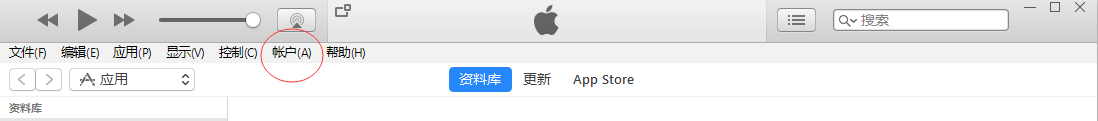 搜索
文件(F) 编辑(E) 应用(P) 显示(V) 控制(C) 帐户(A) 帮助(H)
应用 资料库 更新 App Store
资料库